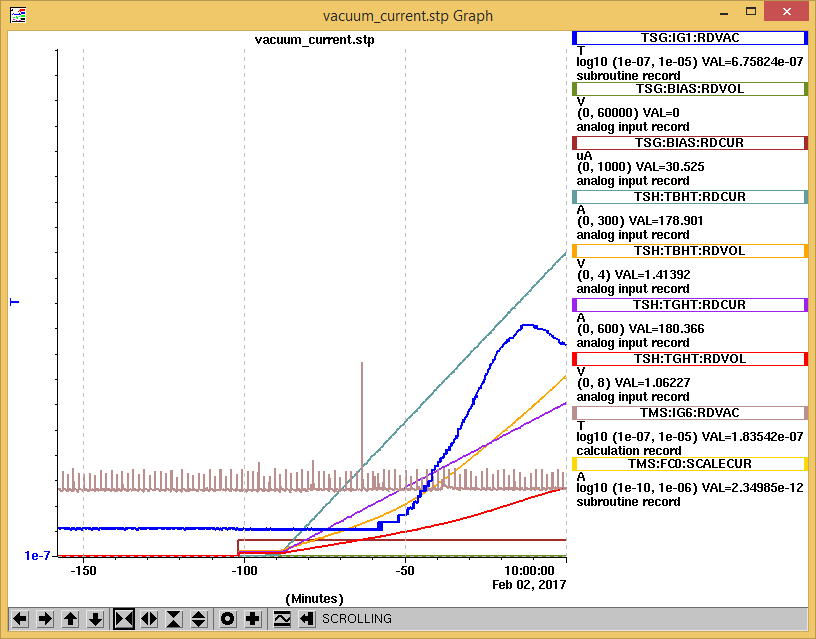 vacuum_current.stp Graph
vacuum_current.stp
T
1e-7
-150
-100
-50
10:00:00
Feb 02, 2017
(Minutes)
TSG:IG1:RDVAC
T
log10 (1e-07, 1e-05) VAL=6.75824e-07
subroutine record
TSG:BIAS:RDVOL
V
(0, 60000) VAL=0
analog input record
TSG:BIAS:RDCUR
uA
(0, 1000) VAL=30.525
analog input record
TSH:TBHT:RDCUR
A
(0, 300) VAL=178.901
analog input record
TSH:TBHT:RDVOL
V
(0, 4) VAL=1.41392
analog input record
TSH:TGHT:RDCUR
A
(0, 600) VAL=180.366
analog input record
TSH:TGHT:RDVOL
V
(0, 8) VAL=1.06227
analog input record
TMS:IG6:RDVAC
T
log10 (1e-07, 1e-05) VAL=1.83542e-07
calculation record
TMS:FC0:SCALECUR
A
log10 (1e-10, 1e-06) VAL=2.34985e-12
subroutine record
SCROLLING